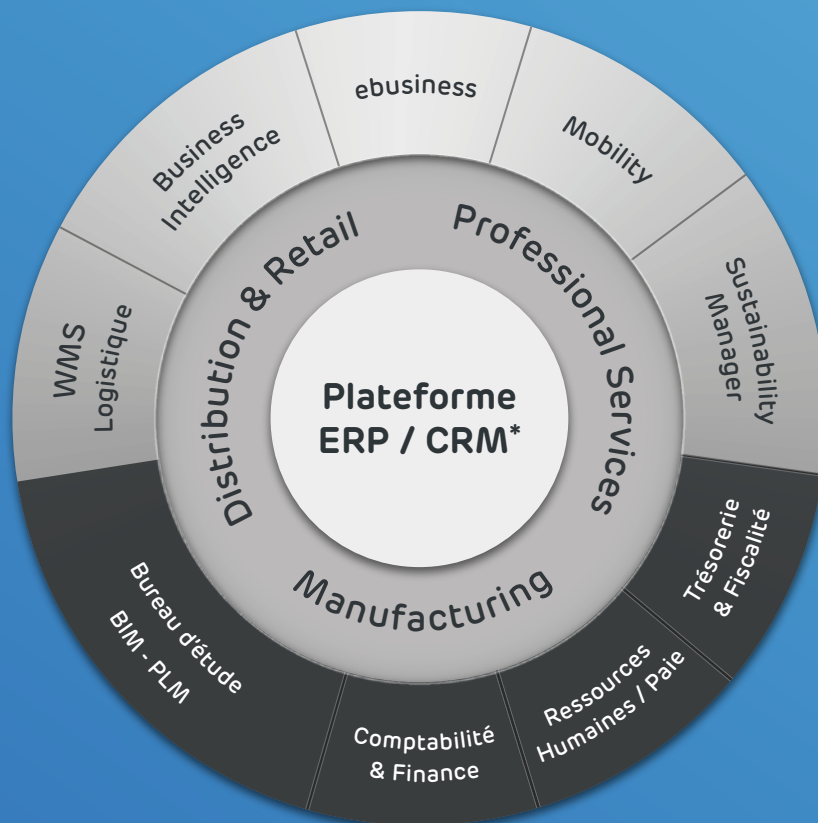 ebusiness
Mobility
Sustainability
Manager
Trésorerie
& Fiscalité
Ressources
Humaines / Paie
Comptabilité
& Finance
Bureau d'étude
BIM - PLM
WMS
Logistique
Business
Intelligence
Distribution & Retail
Professional Services
Manufacturing
Plateforme
ERP / CRM*